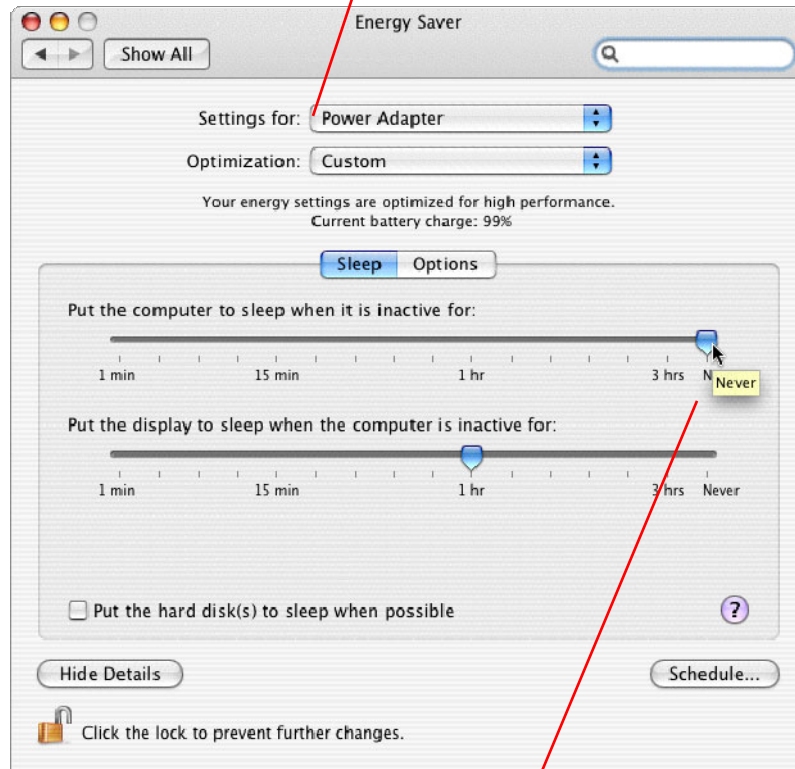 Energy Saver
Show All
Settings for: Power Adapter
Optimization: Custom
Your energy settings are optimized for high performance.
Current battery charge: 99%
Sleep Options
Put the computer to sleep when it is inactive for:
1 min 15 min 1 hr 3 hrs N
Never
Put the display to sleep when the computer is inactive for:
1 min 15 min 1 hr 3 hrs Never
Put the hard disk(s) to sleep when possible ?
Hide Details Schedule...
Click the lock to prevent further changes.